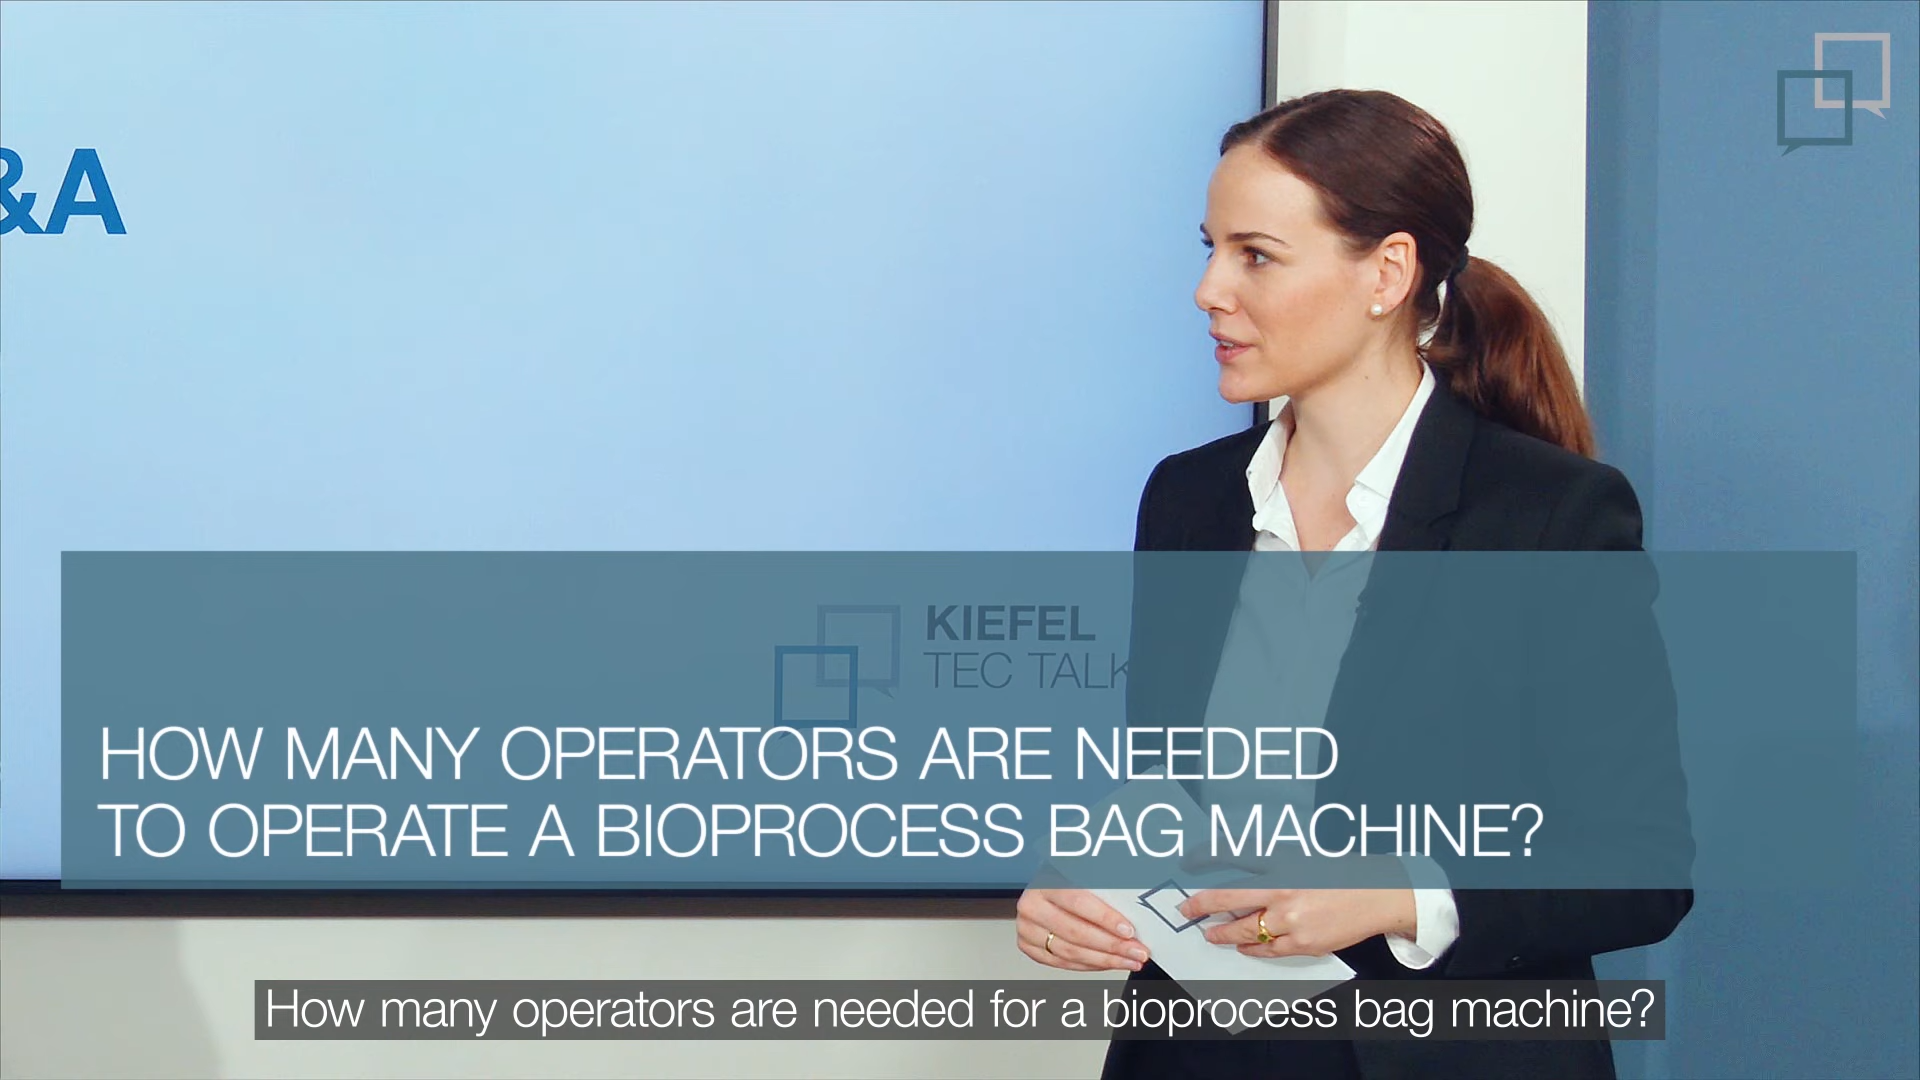 &A
KIEFEL
TEC TALK
HOW MANY OPERATORS ARE NEEDED
TO OPERATE A BIOPROCESS BAG MACHINE?
How many operators are needed for a bioprocess bag machine?